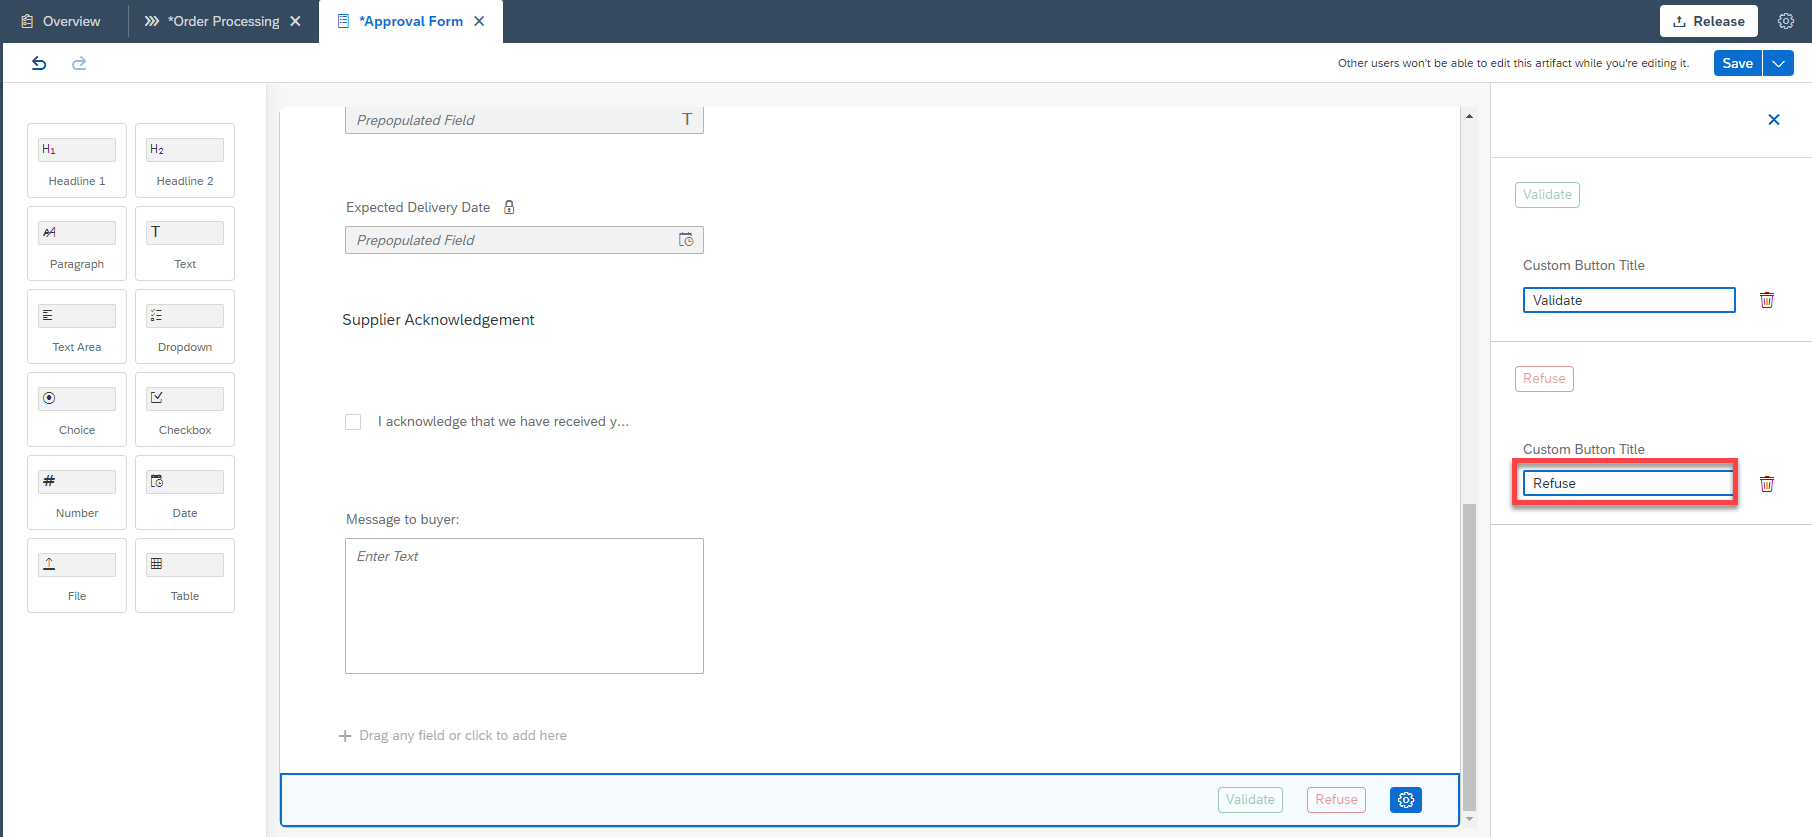 Overview
*Order Processing
*Approval Form
Release
Other users won't be able to edit this artifact while you're editing it.
Save
H1
Headline 1
H2
Headline 2
Paragraph
T
Text
Text Area
Dropdown
Choice
Checkbox
#
Number
Date
File
Table
Prepopulated Field
T
Expected Delivery Date
Prepopulated Field
Supplier Acknowledgement
I acknowledge that we have received y...
Message to buyer:
Enter Text
+ Drag any field or click to add here
Validate
Refuse
Validate
Custom Button Title
Validate
Refuse
Custom Button Title
Refuse